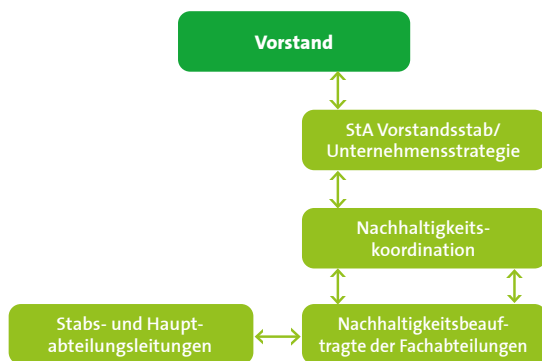 Vorstand
StA Vorstandsstab/
Unternehmensstrategie
Nachhaltigkeits-
koordination
Stabs- und Haupt-
abteilungsleitungen
Nachhaltigkeitsbeauf-
tragte der Fachabteilungen